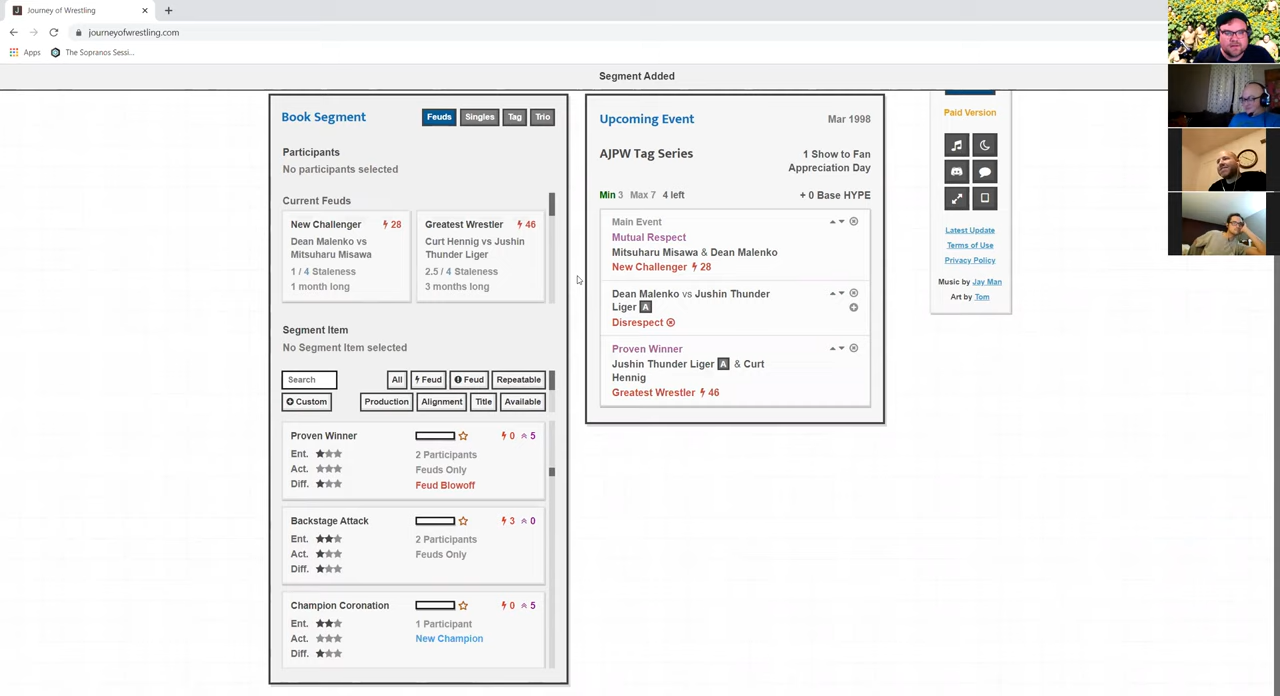 Journey of Wrestling
journeyofwrestling.com
Apps
The Sopranos Sessi...
Segment Added
Book Segment
Feuds
Singles
Tag
Trio
Participants
No participants selected
Current Feuds
New Challenger
28
Dean Malenko vs
Mitsuharu Misawa
1 / 4 Staleness
1 month long
Greatest Wrestler
46
Curt Hennig vs Jushin
Thunder Liger
2.5 / 4 Staleness
3 months long
Segment Item
No Segment Item selected
Search
All
Feud
Feud
Repeatable
Custom
Production
Alignment
Title
Available
Proven Winner
0
5
Ent.
2 Participants
Act.
Feuds Only
Diff.
Feud Blowoff
Backstage Attack
3
0
Ent.
2 Participants
Act.
Feuds Only
Diff.
Champion Coronation
0
5
Ent.
1 Participant
Act.
New Champion
Diff.
Upcoming Event
Mar 1998
AJPW Tag Series
1 Show to Fan
Appreciation Day
Min 3 Max 7 4 left
+ 0 Base HYPE
Main Event
Mutual Respect
Mitsuharu Misawa & Dean Malenko
New Challenger 28
Dean Malenko vs Jushin Thunder
Liger A
Disrespect
Proven Winner
Jushin Thunder Liger A & Curt
Hennig
Greatest Wrestler 46
Paid Version
Latest Update
Terms of Use
Privacy Policy
Music by Jay Man
Art by Tom